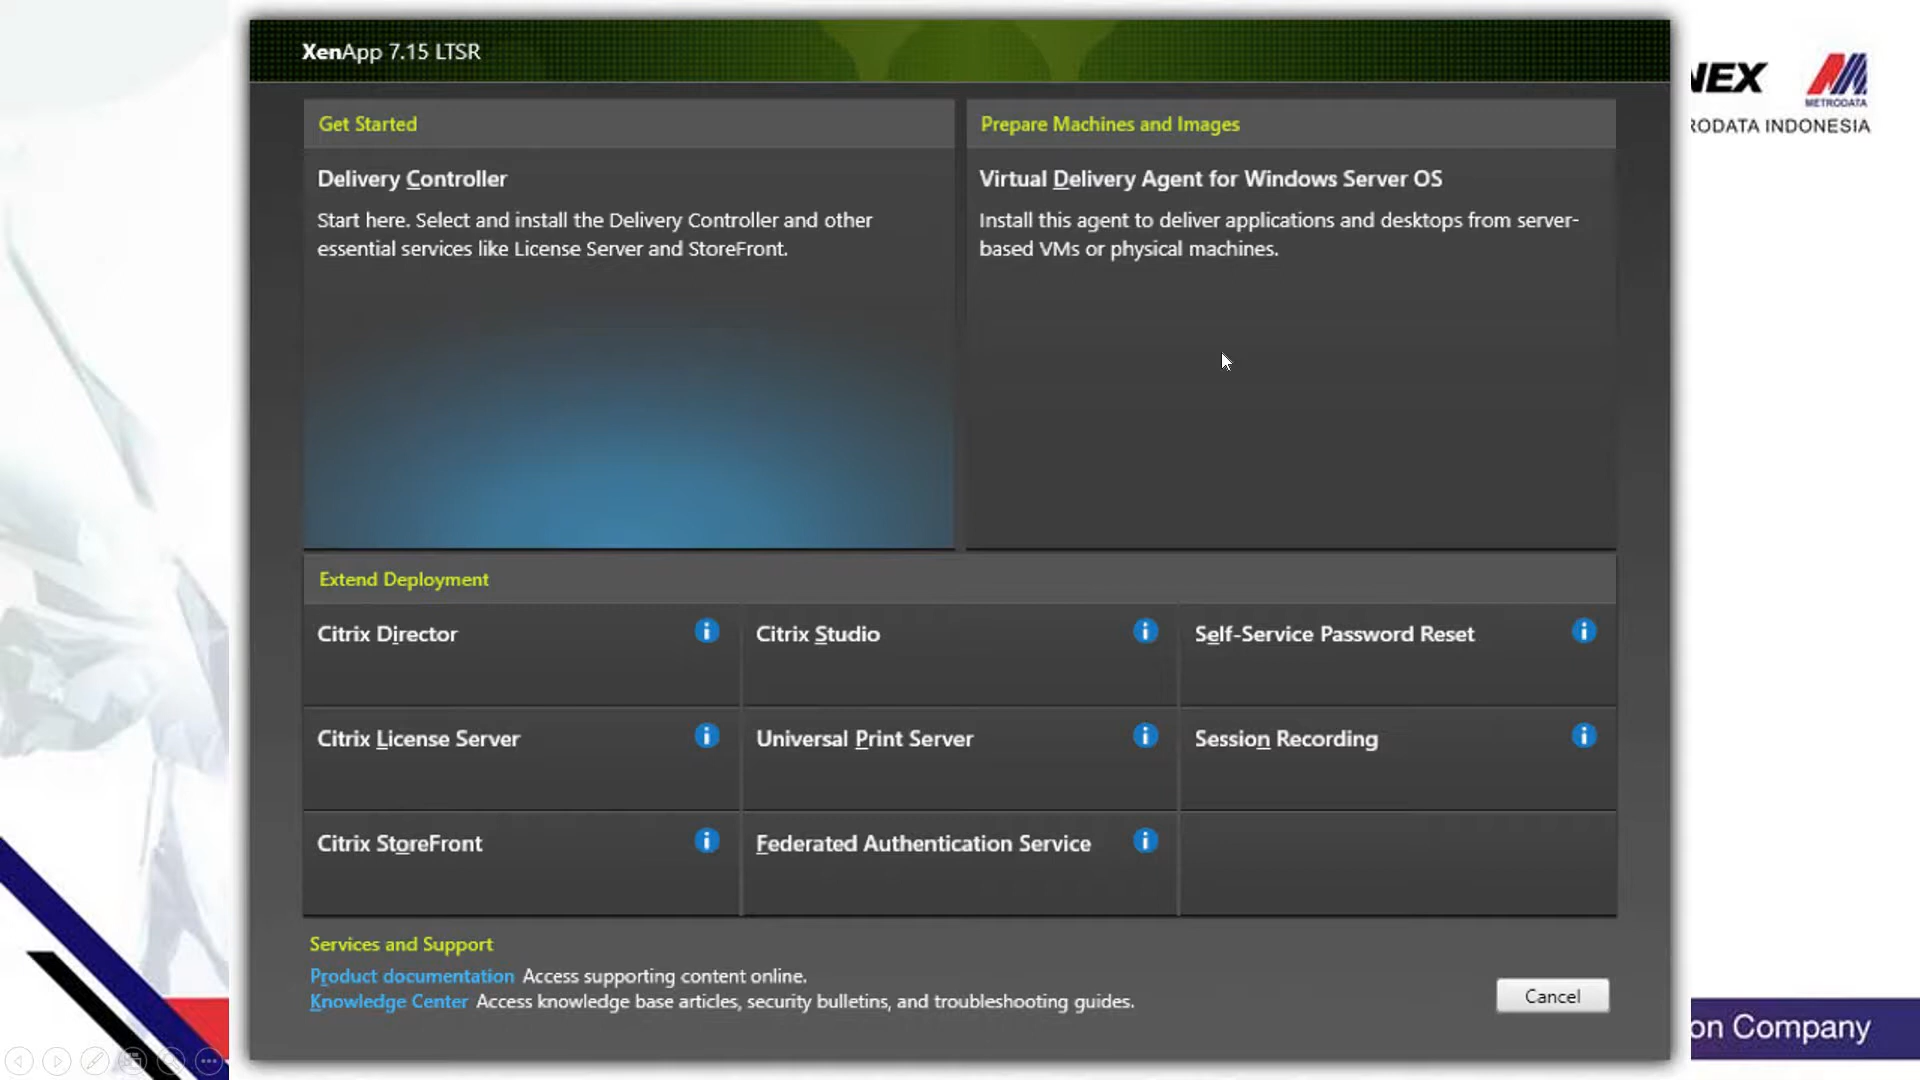 XenApp 7.15 LTSR
NEX
METRODATA
RODATA INDONESIA
Get Started
Delivery Controller
Start here. Select and install the Delivery Controller and other
essential services like License Server and StoreFront.
Prepare Machines and Images
Virtual Delivery Agent for Windows Server OS
Install this agent to deliver applications and desktops from server-
based VMs or physical machines.
Extend Deployment
Citrix Director
Citrix Studio
Self-Service Password Reset
Citrix License Server
Universal Print Server
Session Recording
Citrix StoreFront
Federated Authentication Service
Services and Support
Product documentation Access supporting content online.
Knowledge Center Access knowledge base articles, security bulletins, and troubleshooting guides.
Cancel
on Company